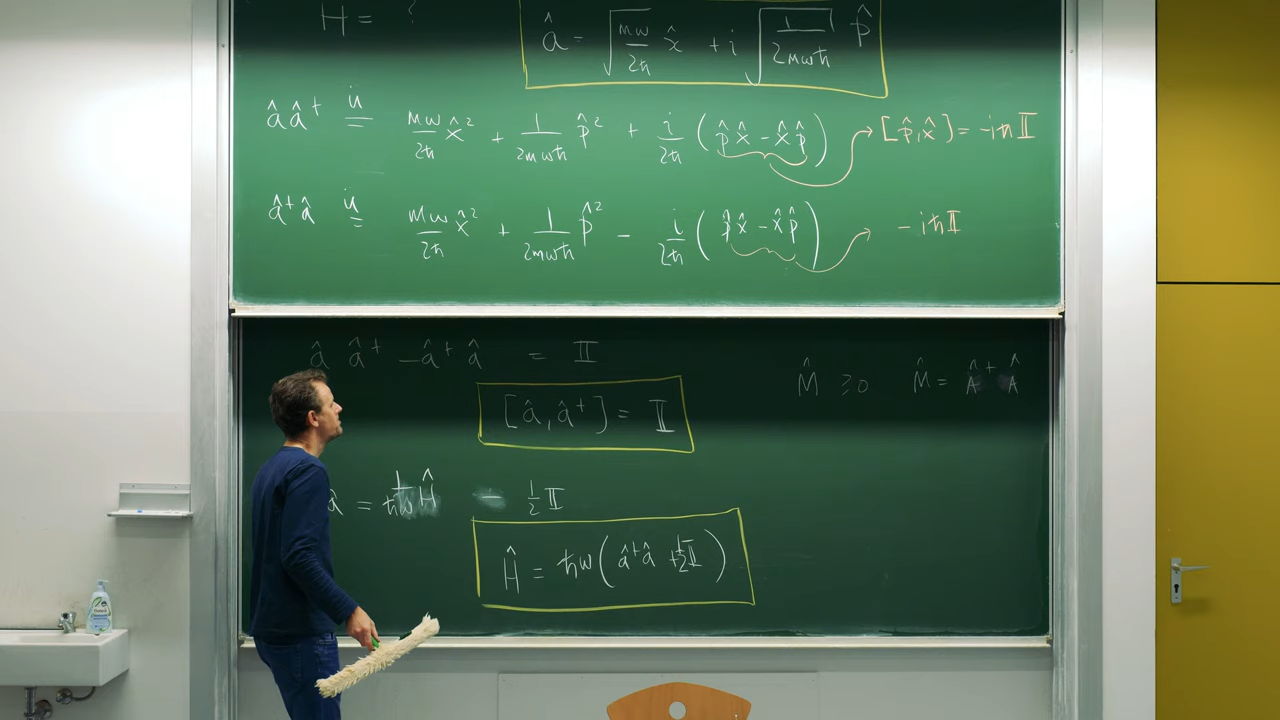 H = ?
â = √(mω/2ħ) x̂ + i √(1/2mωħ) p̂
â â⁺ ü= mω/2ħ x̂² + 1/2mωħ p̂² + i/2ħ (p̂x̂ − x̂p̂) → [p̂,x̂] = −iħ𝕀
â⁺â ü= mω/2ħ x̂² + 1/2mωħ p̂² − i/2ħ (p̂x̂ − x̂p̂) → −iħ𝕀
â â⁺ − â⁺ â = 𝕀
M̂ ≥0 M̂ = Â⁺ Â
[â, â⁺] = 𝕀
â = 1/ħω Ĥ − ½𝕀
Ĥ = ħω(â⁺â + ½𝕀)